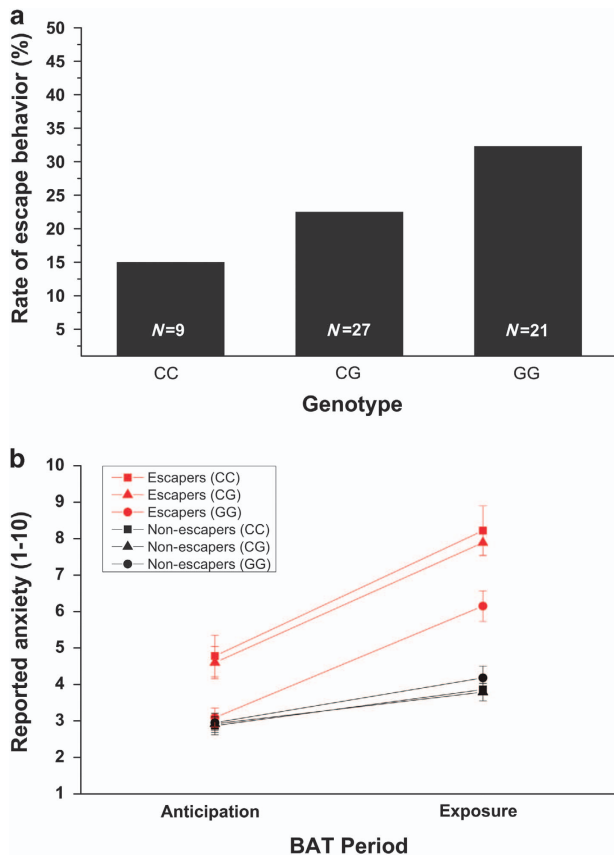 a
Rate of escape behavior (%)
50
45
40
35
30
25
20
15
10
5
N=9
N=27
N=21
CC
CG
GG
Genotype
b
Reported anxiety (1-10)
10
9
8
7
6
5
4
3
2
1
Escapers (CC)
Escapers (CG)
Escapers (GG)
Non-escapers (CC)
Non-escapers (CG)
Non-escapers (GG)
Anticipation
Exposure
BAT Period